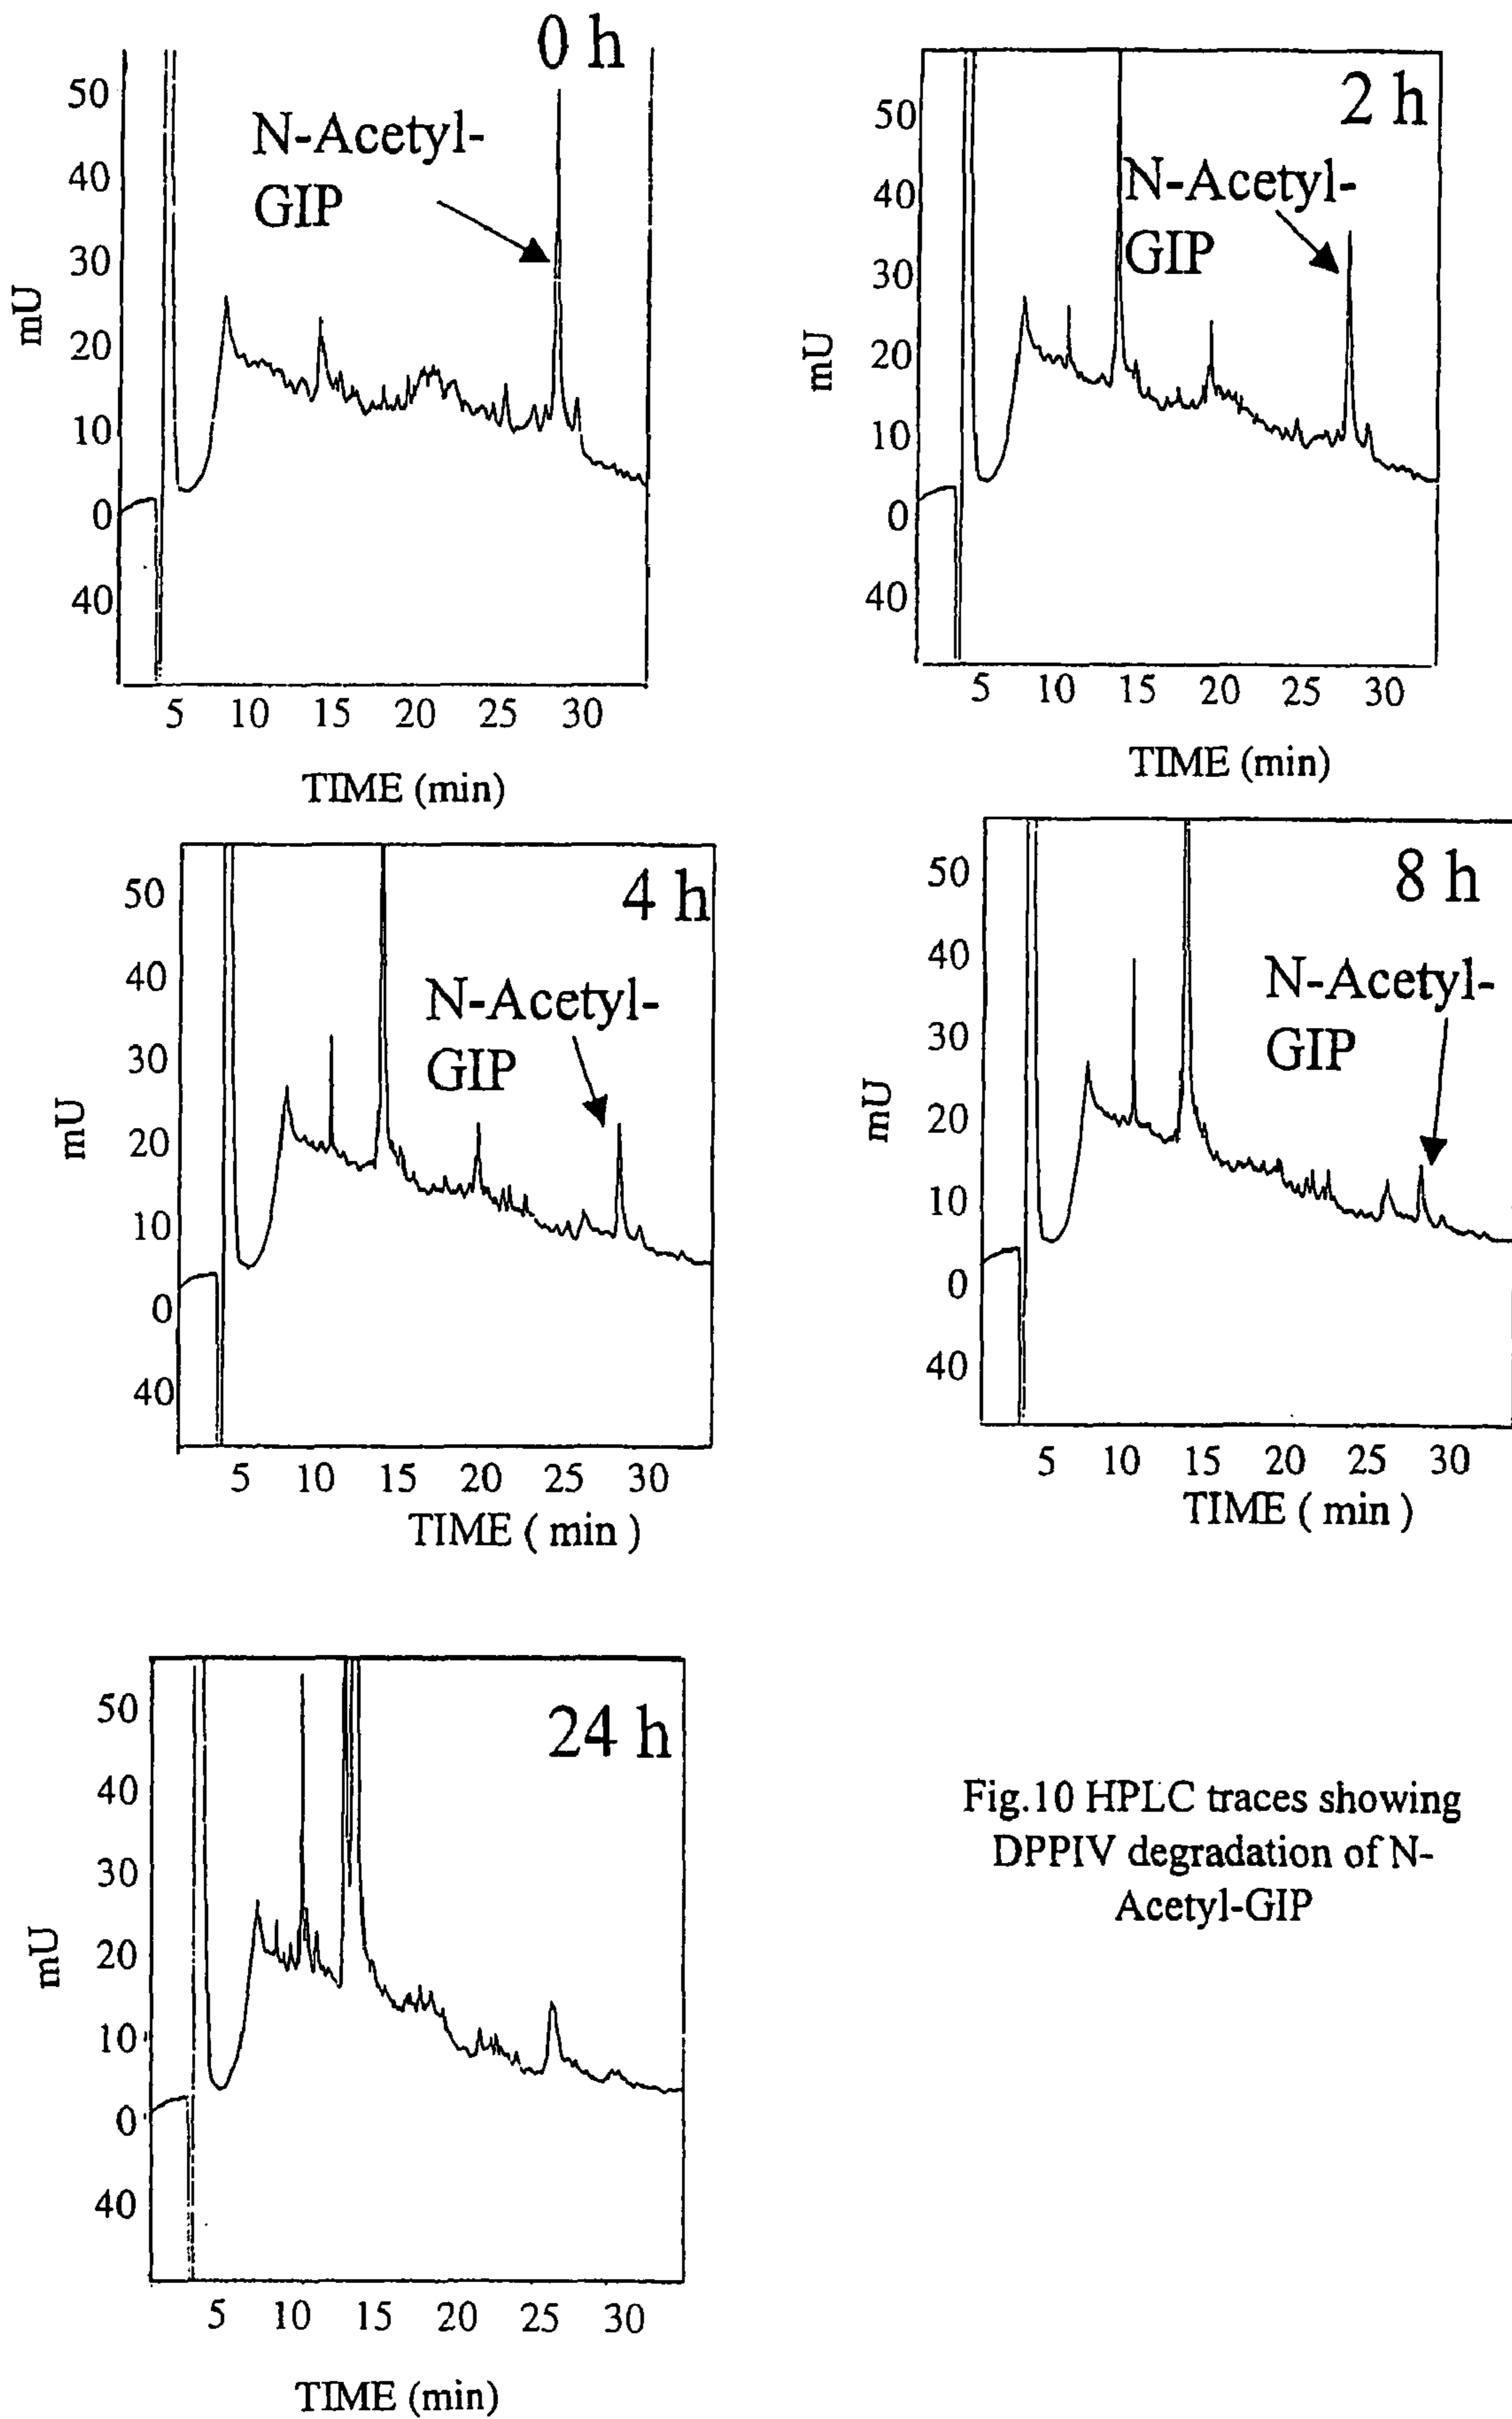 0 h
N-Acetyl-
GIP
mU
50
40
30
20
10
0
40
5 10 15 20 25 30
TIME (min)
2 h
N-Acetyl-
GIP
mU
50
40
30
20
10
0
40
5 10 15 20 25 30
TIME (min)
4 h
N-Acetyl-
GIP
mU
50
40
30
20
10
0
40
5 10 15 20 25 30
TIME ( min )
8 h
N-Acetyl-
GIP
mU
50
40
30
20
10
0
40
5 10 15 20 25 30
TIME ( min )
24 h
mU
50
40
30
20
10
0
40
5 10 15 20 25 30
TIME (min)
Fig.10 HPLC traces showing
DPPIV degradation of N-
Acetyl-GIP